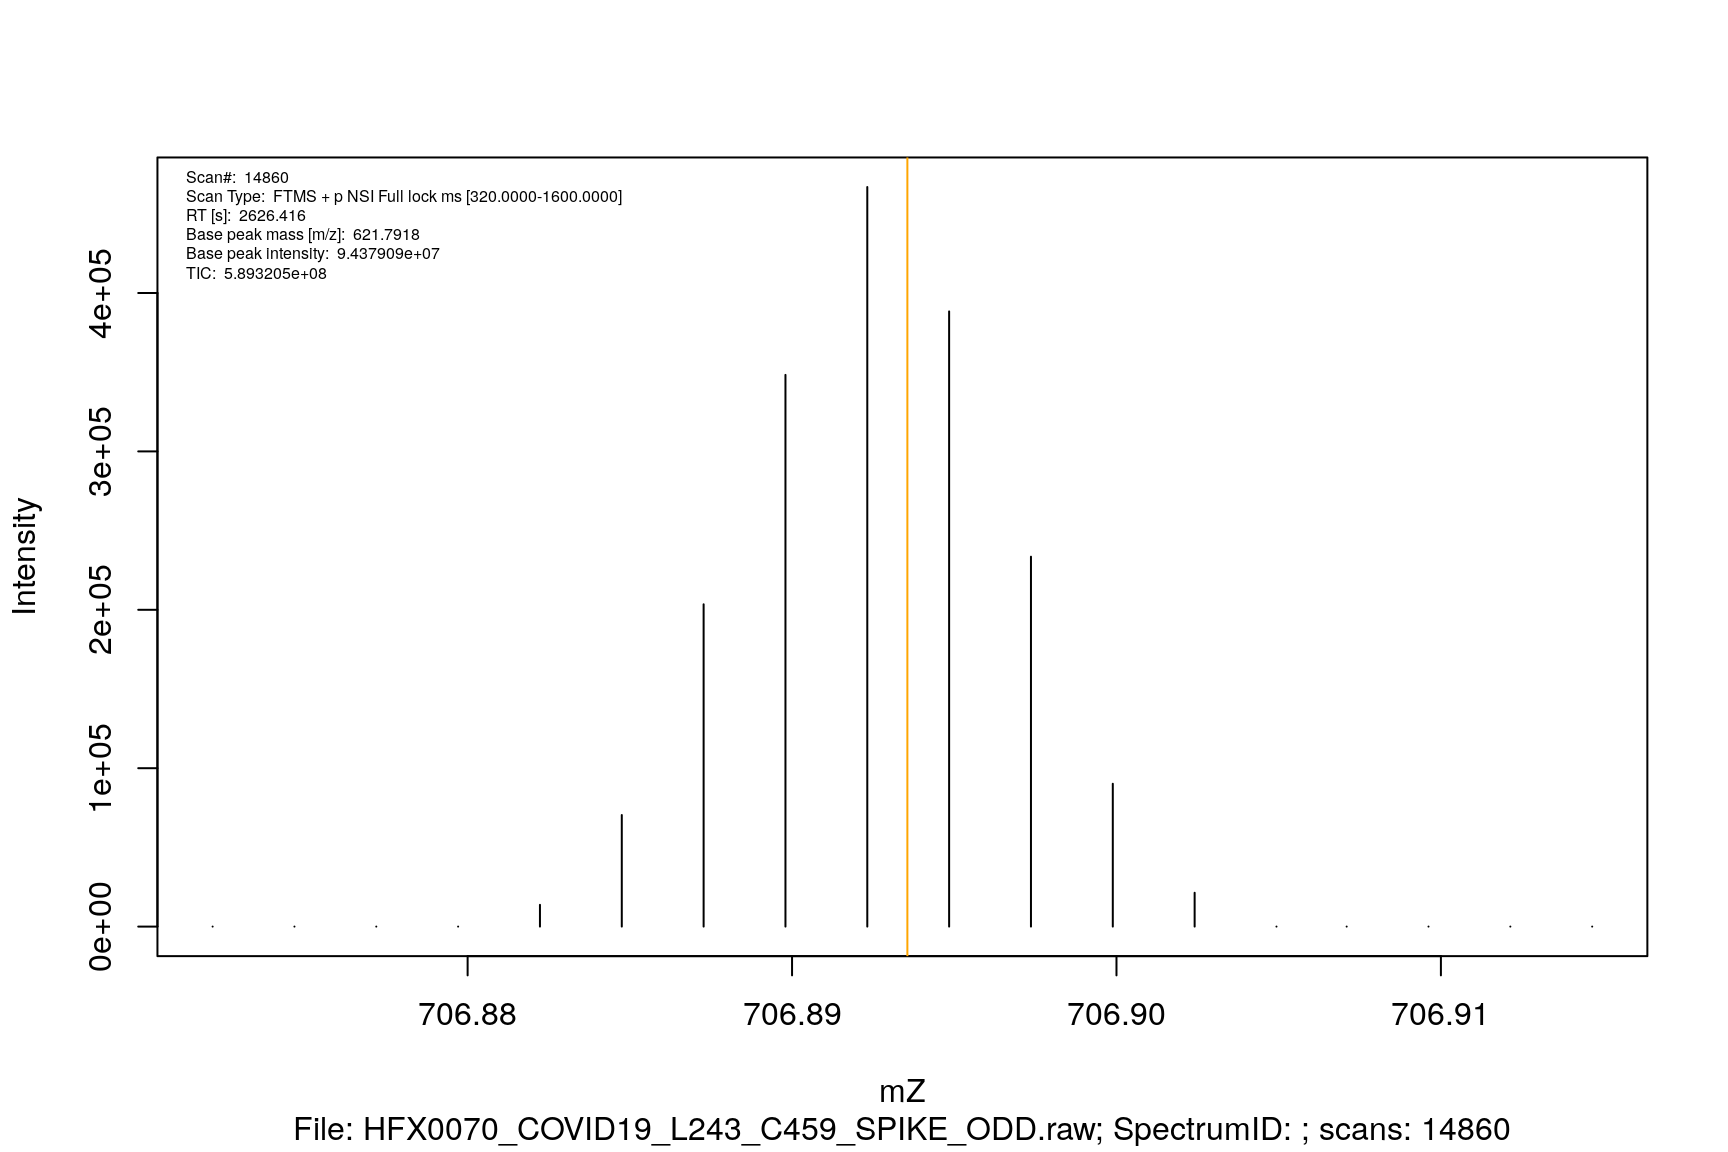 Scan#: 14860
Scan Type: FTMS + p NSI Full lock ms [320.0000-1600.0000]
RT [s]: 2626.416
Base peak mass [m/z]: 621.7918
Base peak intensity: 9.437909e+07
TIC: 5.893205e+08
4e+05
3e+05
2e+05
1e+05
0e+00
Intensity
706.88 706.89 706.90 706.91
mZ
File: HFX0070_COVID19_L243_C459_SPIKE_ODD.raw; SpectrumID: ; scans: 14860